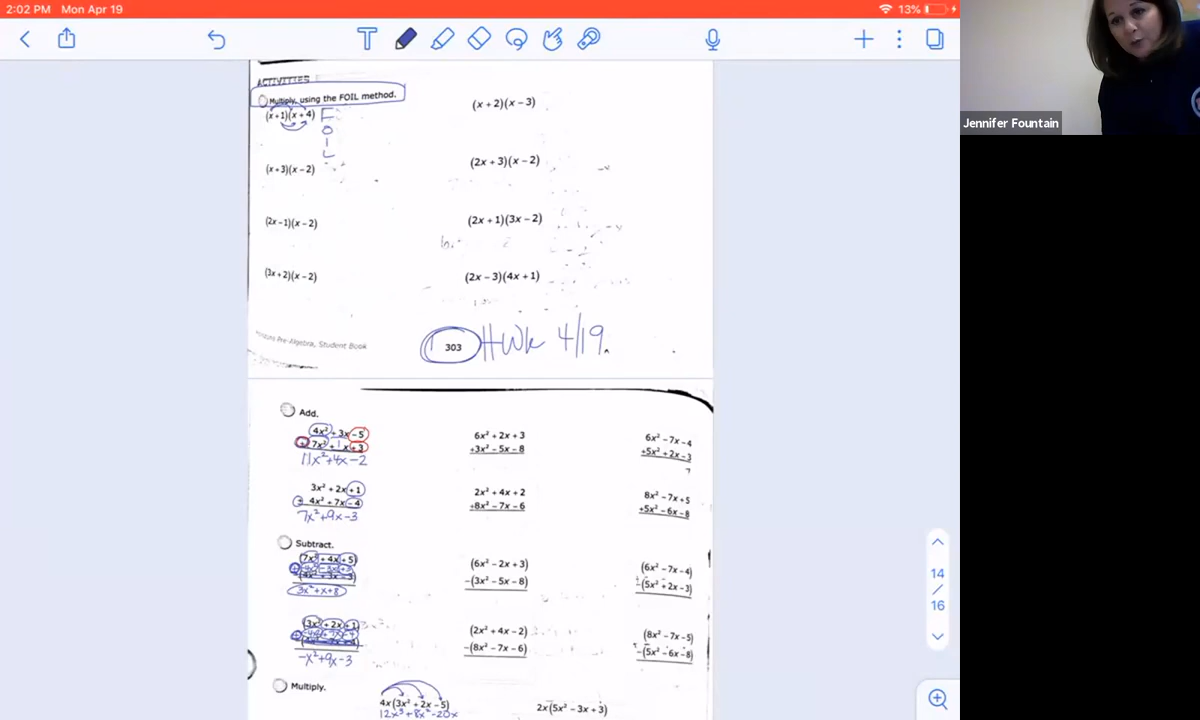 2:02 PM Mon Apr 19
13%
Jennifer Fountain
ACTIVITIES
Multiply, using the FOIL method.
(x+1)(x+4)
F
O
I
L
(x+2)(x-3)
(x+3)(x-2)
(2x+3)(x-2)
(2x-1)(x-2)
(2x+1)(3x-2)
(3x+2)(x-2)
(2x-3)(4x+1)
Pre-Algebra, Student Book
303
HWk 4/19.
Add.
4x² + 3x - 5
+ 7x² + 1x + 3
11x² + 4x - 2
6x² + 2x + 3
+3x² - 5x - 8
6x² - 7x - 4
+5x² + 2x - 3
3x² + 2x + 1
+ 4x² + 7x - 4
7x² + 9x - 3
2x² + 4x + 2
+8x² - 7x - 6
8x² - 7x + 5
+5x² - 6x - 8
Subtract.
(7x² + 4x + 5)
3x² + x + 8
(6x² - 2x + 3)
-(3x² - 5x - 8)
(6x² - 7x - 4)
-(5x² + 2x - 3)
(3x² + 2x + 1)
-x² + 9x - 3
(2x² + 4x - 2)
-(8x² - 7x - 6)
(8x² - 7x - 5)
-(5x² - 6x - 8)
14
/
16
Multiply.
4x(3x² + 2x - 5)
12x³ + 8x² - 20x
2x(5x² - 3x + 3)